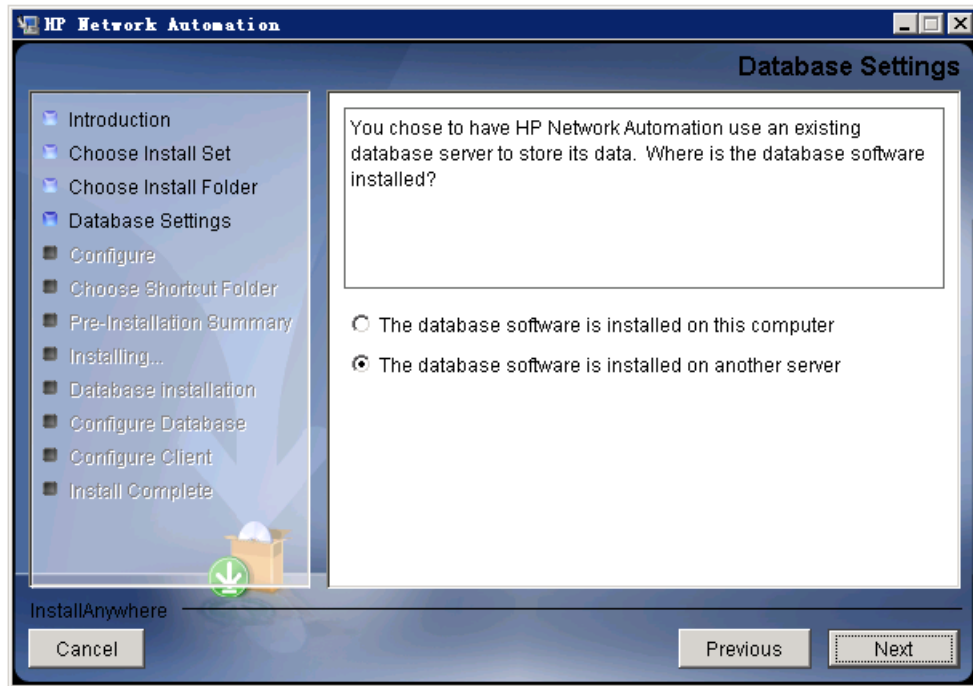 HP Network Automation
Database Settings
Introduction
Choose Install Set
Choose Install Folder
Database Settings
Configure
Choose Shortcut Folder
Pre-Installation Summary
Installing...
Database installation
Configure Database
Configure Client
Install Complete
You chose to have HP Network Automation use an existing
database server to store its data. Where is the database software
installed?
The database software is installed on this computer
The database software is installed on another server
InstallAnywhere
Cancel
Previous
Next